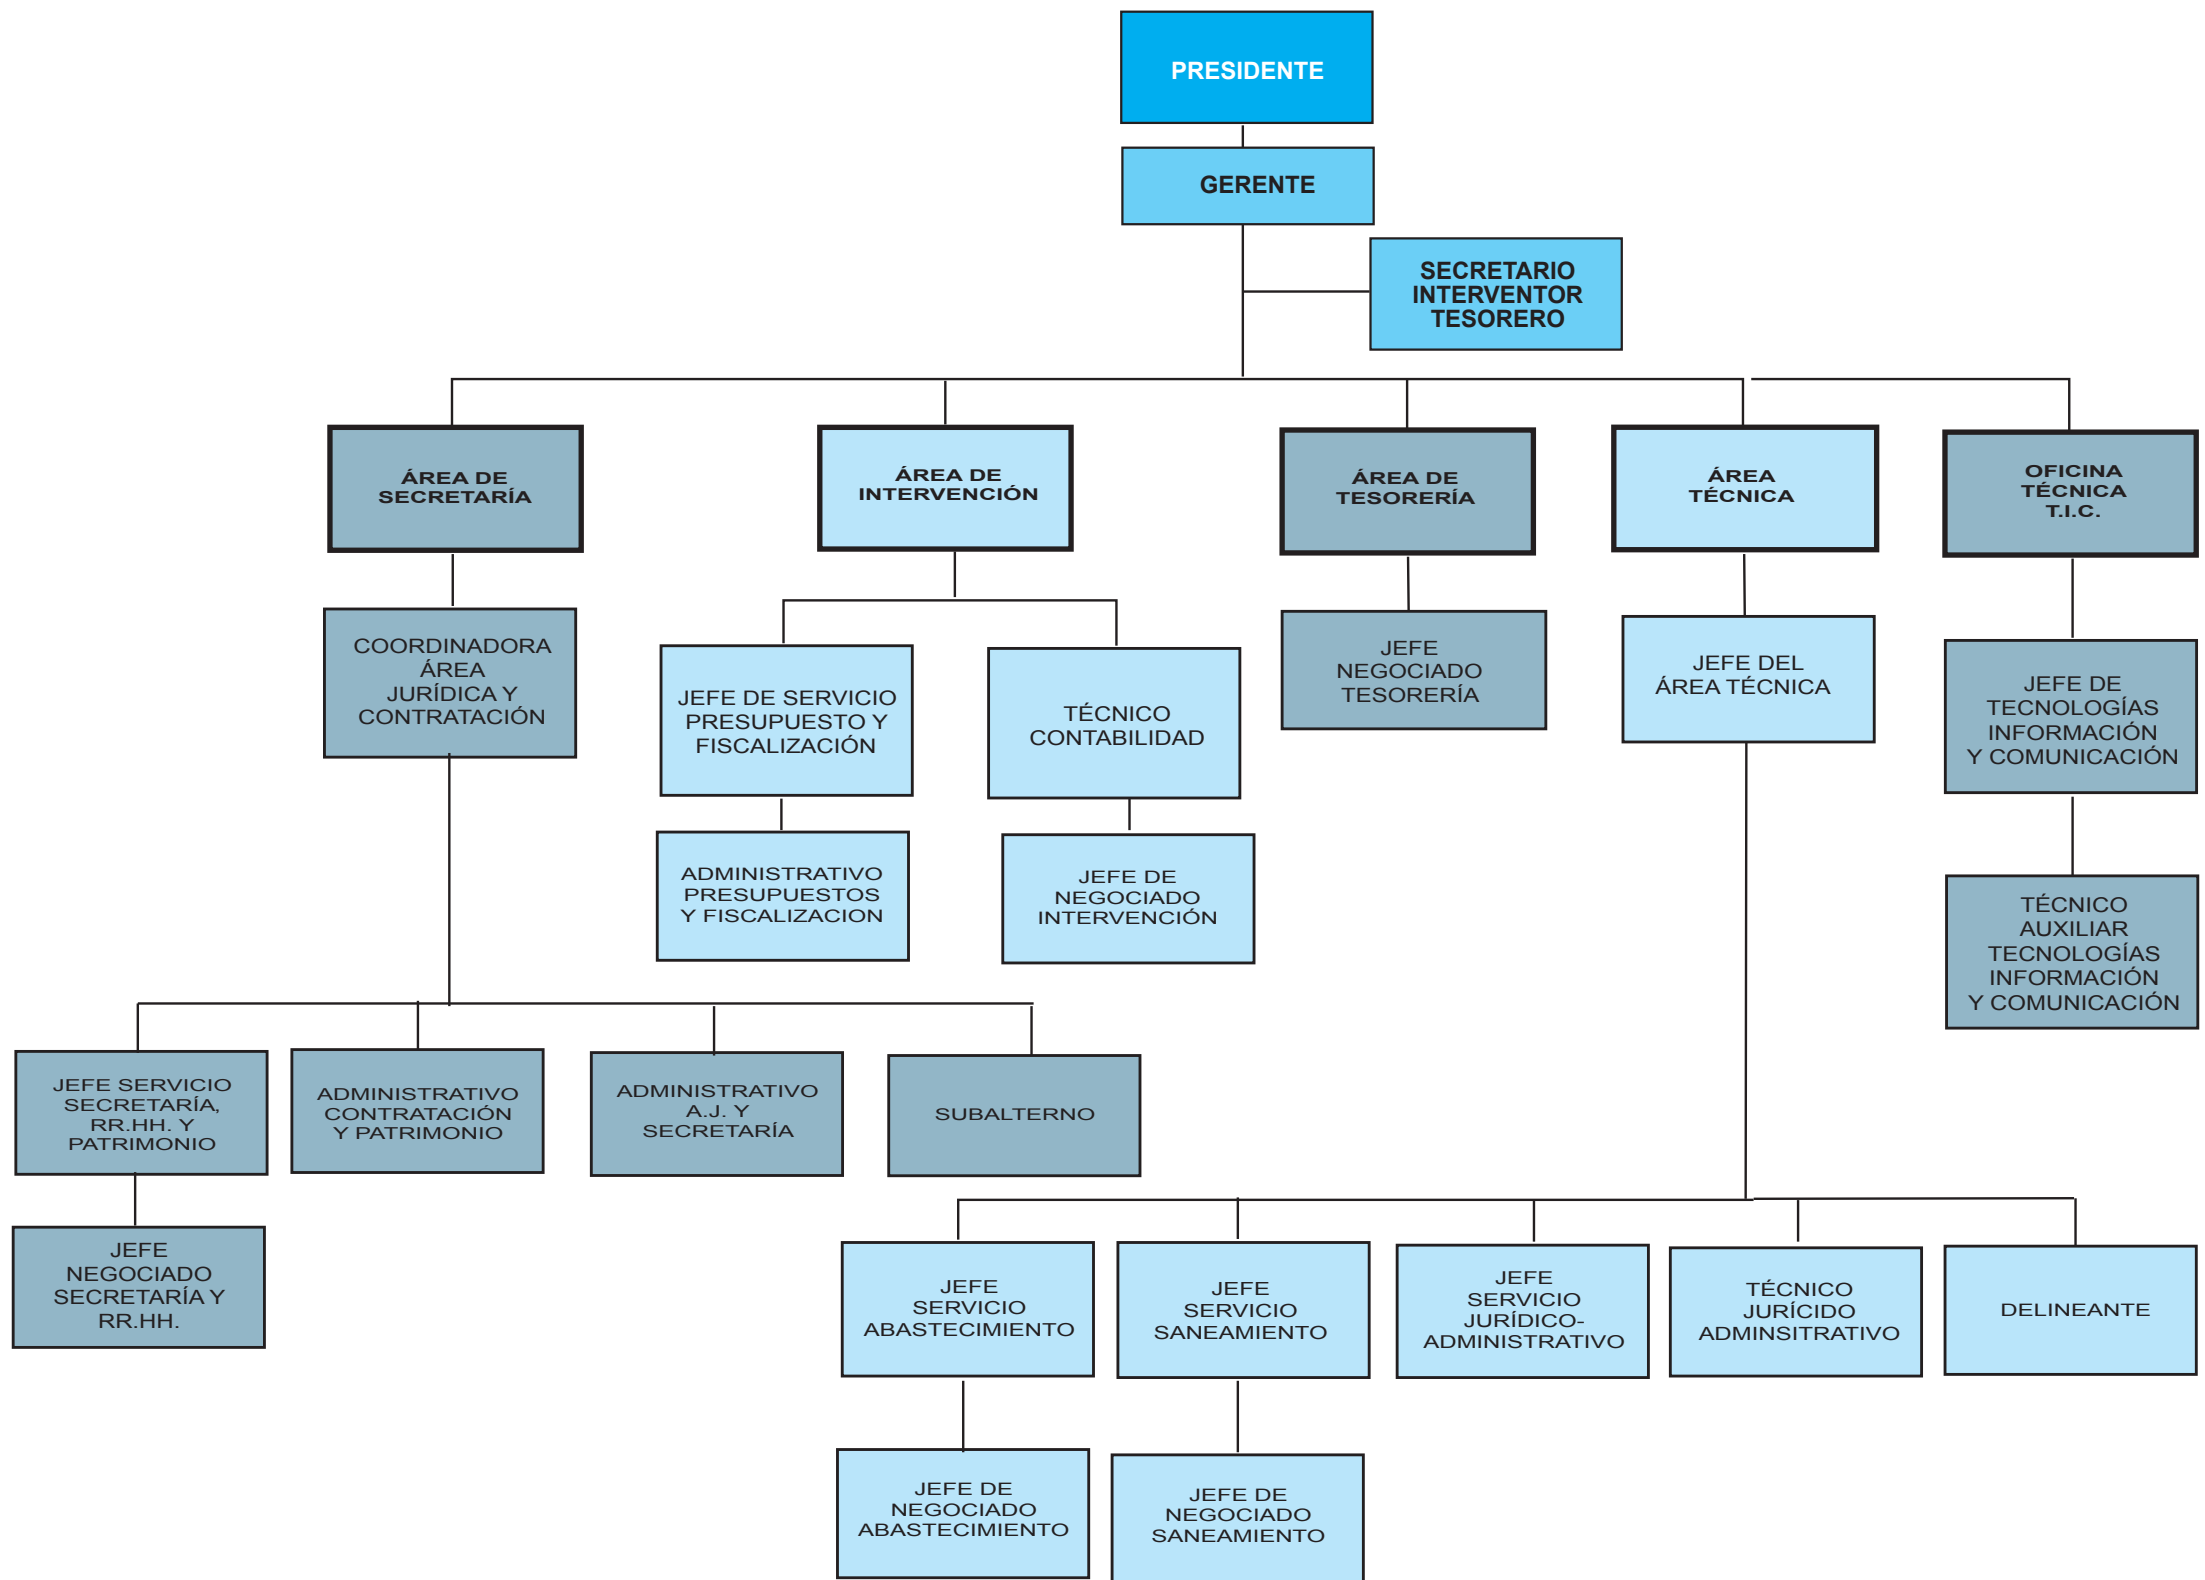 PRESIDENTE
GERENTE
SECRETARIO
INTERVENTOR
TESORERO
ÁREA DE
SECRETARÍA
ÁREA DE
INTERVENCIÓN
ÁREA DE
TESORERÍA
ÁREA
TÉCNICA
OFICINA
TÉCNICA
T.I.C.
COORDINADORA
ÁREA
JURÍDICA Y
CONTRATACIÓN
JEFE DE SERVICIO
PRESUPUESTO Y
FISCALIZACIÓN
TÉCNICO
CONTABILIDAD
JEFE
NEGOCIADO
TESORERÍA
JEFE DEL
ÁREA TÉCNICA
JEFE DE
TECNOLOGÍAS
INFORMACIÓN
Y COMUNICACIÓN
ADMINISTRATIVO
PRESUPUESTOS
Y FISCALIZACION
JEFE DE
NEGOCIADO
INTERVENCIÓN
TÉCNICO
AUXILIAR
TECNOLOGÍAS
INFORMACIÓN
Y COMUNICACIÓN
JEFE SERVICIO
SECRETARÍA,
RR.HH. Y
PATRIMONIO
ADMINISTRATIVO
CONTRATACIÓN
Y PATRIMONIO
ADMINISTRATIVO
A.J. Y
SECRETARÍA
SUBALTERNO
JEFE
NEGOCIADO
SECRETARÍA Y
RR.HH.
JEFE
SERVICIO
ABASTECIMIENTO
JEFE
SERVICIO
SANEAMIENTO
JEFE
SERVICIO
JURÍDICO-
ADMINISTRATIVO
TÉCNICO
JURÍCIDO
ADMINSITRATIVO
DELINEANTE
JEFE DE
NEGOCIADO
ABASTECIMIENTO
JEFE DE
NEGOCIADO
SANEAMIENTO